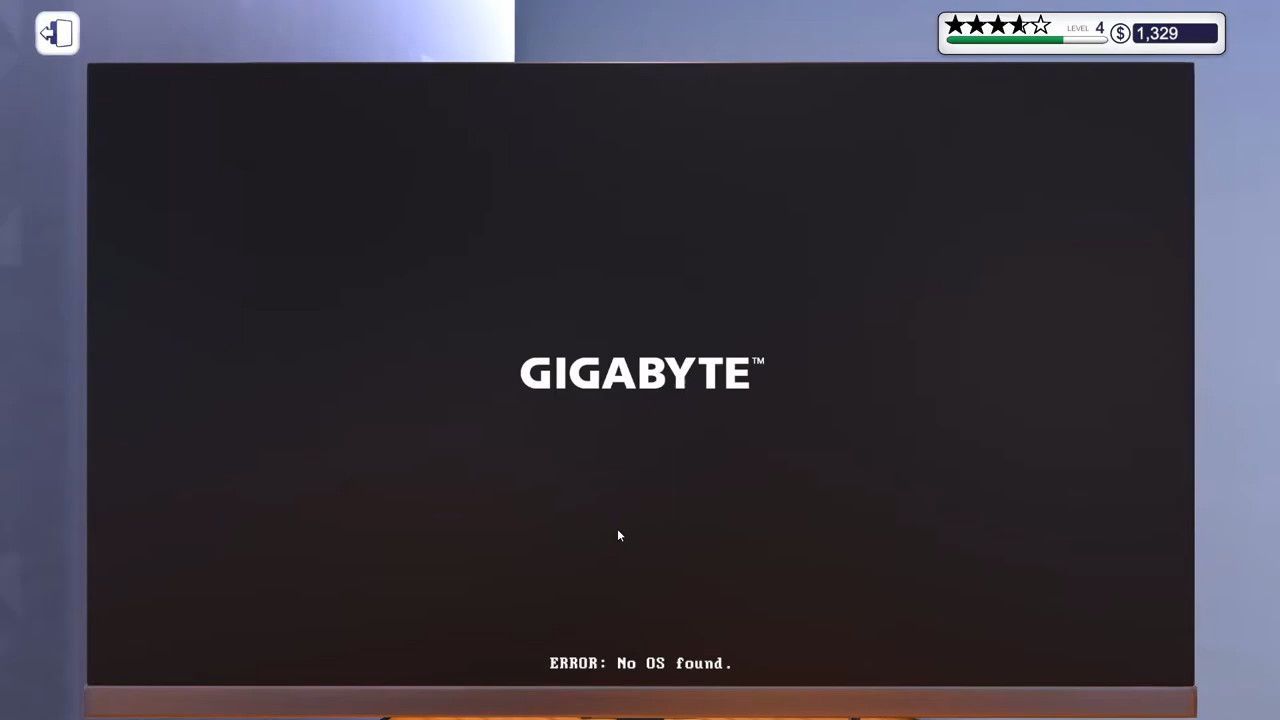 LEVEL 4
$ 1,329
GIGABYTE™
ERROR: No OS found.